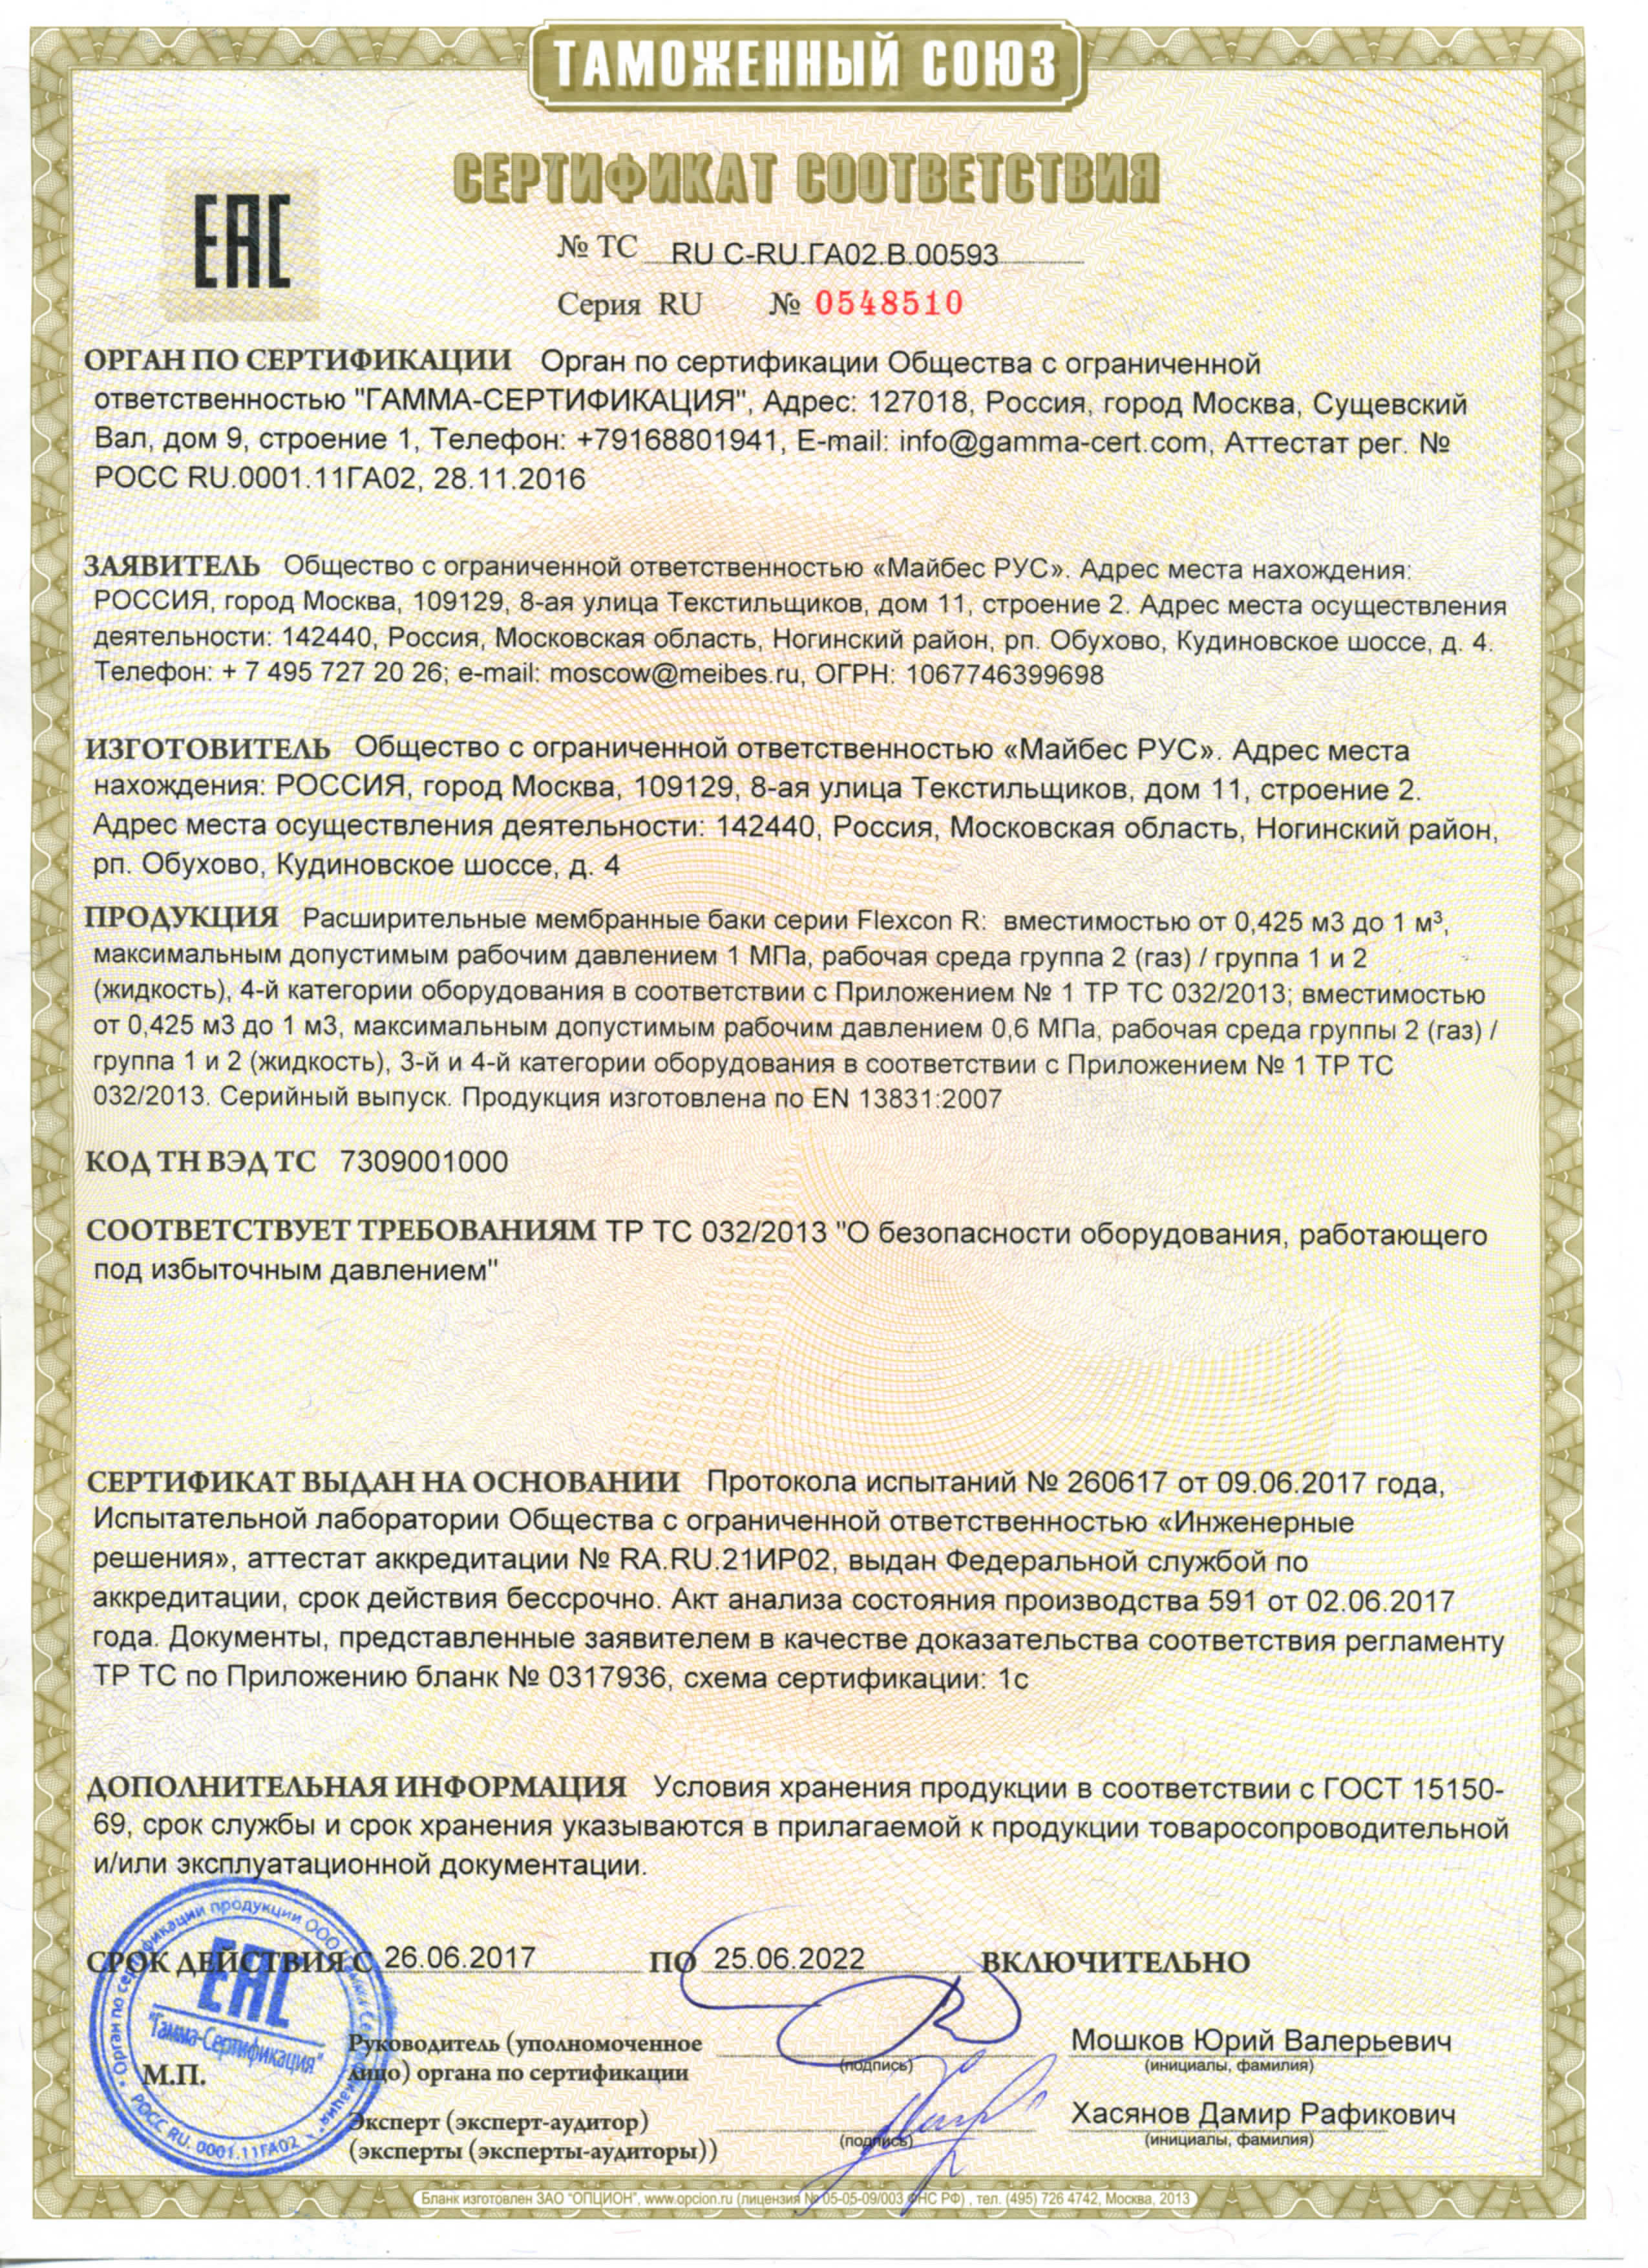 ТАМОЖЕННЫЙ СОЮЗ
СЕРТИФИКАТ СООТВЕТСТВИЯ
ЕАС
№ ТС RU C-RU.ГА02.В.00593
Серия RU № 0548510
ОРГАН ПО СЕРТИФИКАЦИИ Орган по сертификации Общества с ограниченной
ответственностью "ГАММА-СЕРТИФИКАЦИЯ", Адрес: 127018, Россия, город Москва, Сущевский
Вал, дом 9, строение 1, Телефон: +79168801941, E-mail: info@gamma-cert.com, Аттестат рег. №
РОСС RU.0001.11ГА02, 28.11.2016
ЗАЯВИТЕЛЬ Общество с ограниченной ответственностью «Майбес РУС». Адрес места нахождения:
РОССИЯ, город Москва, 109129, 8-ая улица Текстильщиков, дом 11, строение 2. Адрес места осуществления
деятельности: 142440, Россия, Московская область, Ногинский район, рп. Обухово, Кудиновское шоссе, д. 4.
Телефон: + 7 495 727 20 26; e-mail: moscow@meibes.ru, ОГРН: 1067746399698
ИЗГОТОВИТЕЛЬ Общество с ограниченной ответственностью «Майбес РУС». Адрес места
нахождения: РОССИЯ, город Москва, 109129, 8-ая улица Текстильщиков, дом 11, строение 2.
Адрес места осуществления деятельности: 142440, Россия, Московская область, Ногинский район,
рп. Обухово, Кудиновское шоссе, д. 4
ПРОДУКЦИЯ Расширительные мембранные баки серии Flexcon R: вместимостью от 0,425 м3 до 1 м³,
максимальным допустимым рабочим давлением 1 МПа, рабочая среда группа 2 (газ) / группа 1 и 2
(жидкость), 4-й категории оборудования в соответствии с Приложением № 1 ТР ТС 032/2013; вместимостью
от 0,425 м3 до 1 м3, максимальным допустимым рабочим давлением 0,6 МПа, рабочая среда группы 2 (газ) /
группа 1 и 2 (жидкость), 3-й и 4-й категории оборудования в соответствии с Приложением № 1 ТР ТС
032/2013. Серийный выпуск. Продукция изготовлена по EN 13831:2007
КОД ТН ВЭД ТС 7309001000
СООТВЕТСТВУЕТ ТРЕБОВАНИЯМ ТР ТС 032/2013 "О безопасности оборудования, работающего
под избыточным давлением"
СЕРТИФИКАТ ВЫДАН НА ОСНОВАНИИ Протокола испытаний № 260617 от 09.06.2017 года,
Испытательной лаборатории Общества с ограниченной ответственностью «Инженерные
решения», аттестат аккредитации № RA.RU.21ИР02, выдан Федеральной службой по
аккредитации, срок действия бессрочно. Акт анализа состояния производства 591 от 02.06.2017
года. Документы, представленные заявителем в качестве доказательства соответствия регламенту
ТР ТС по Приложению бланк № 0317936, схема сертификации: 1с
ДОПОЛНИТЕЛЬНАЯ ИНФОРМАЦИЯ Условия хранения продукции в соответствии с ГОСТ 15150-
69, срок службы и срок хранения указываются в прилагаемой к продукции товаросопроводительной
и/или эксплуатационной документации.
СРОК ДЕЙСТВИЯ С 26.06.2017 ПО 25.06.2022 ВКЛЮЧИТЕЛЬНО
Орган по сертификации продукции ООО "Гамма Сертификация"
ЕАС
"Гамма-Сертификация"
РОСС RU. 0001.11ГА02
М.П.
Руководитель (уполномоченное
лицо) органа по сертификации
(подпись)
Мошков Юрий Валерьевич
(инициалы, фамилия)
Эксперт (эксперт-аудитор)
(эксперты (эксперты-аудиторы))
(подпись)
Хасянов Дамир Рафикович
(инициалы, фамилия)
Бланк изготовлен ЗАО "ОПЦИОН", www.opcion.ru (лицензия № 05-05-09/003 ФНС РФ) , тел. (495) 726 4742, Москва, 2013